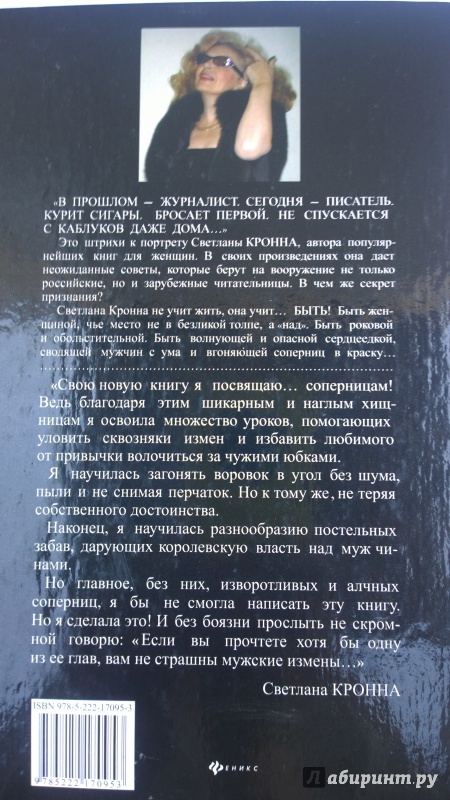 «В ПРОШЛОМ – ЖУРНАЛИСТ. СЕГОДНЯ – ПИСАТЕЛЬ.
КУРИТ СИГАРЫ. БРОСАЕТ ПЕРВОЙ. НЕ СПУСКАЕТСЯ
С КАБЛУКОВ ДАЖЕ ДОМА...»
Это штрихи к портрету Светланы КРОННА, автора популяр-
нейших книг для женщин. В своих произведениях она дает
неожиданные советы, которые берут на вооружение не только
российские, но и зарубежные читательницы. В чем же секрет
признания?
Светлана Кронна не учит жить, она учит... БЫТЬ! Быть жен-
щиной, чье место не в безликой толпе, а «над». Быть роковой
и обольстительной. Быть волнующей и опасной сердцеедкой,
сводящей мужчин с ума и вгоняющей соперниц в краску...
«Свою новую книгу я посвящаю... соперницам!
Ведь благодаря этим шикарным и наглым хищ-
ницам я освоила множество уроков, помогающих
уловить сквозняки измен и избавить любимого
от привычки волочиться за чужими юбками.
Я научилась загонять воровок в угол без шума,
пыли и не снимая перчаток. Но к тому же, не теряя
собственного достоинства.
Наконец, я научилась разнообразию постельных
забав, дарующих королевскую власть над муж чи-
нами.
Но главное, без них, изворотливых и алчных
соперниц, я бы не смогла написать эту книгу.
Но я сделала это! И без боязни прослыть не скром-
ной говорю: «Если вы прочтете хотя бы одну
из ее глав, вам не страшны мужские измены...»
Светлана КРОННА
ISBN 978-5-222-17095-3
9785222170953
ФЕНИКС
Лабиринт.ру